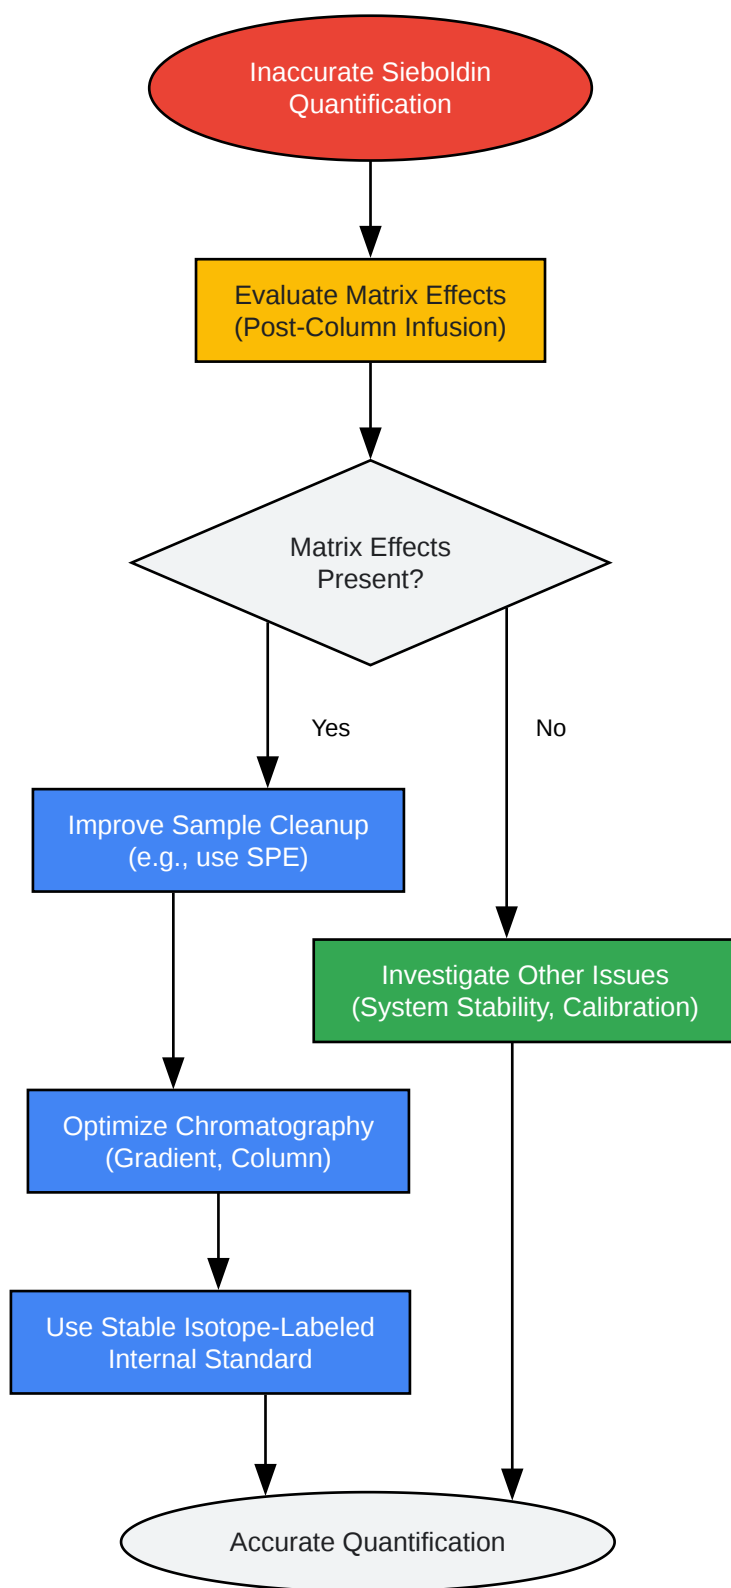 Inaccurate Sieboldin
Quantification
Evaluate Matrix Effects
(Post-Column Infusion)
Matrix Effects
Present?
Yes
No
Improve Sample Cleanup
(e.g., use SPE)
Investigate Other Issues
(System Stability, Calibration)
Optimize Chromatography
(Gradient, Column)
Use Stable Isotope-Labeled
Internal Standard
Accurate Quantification